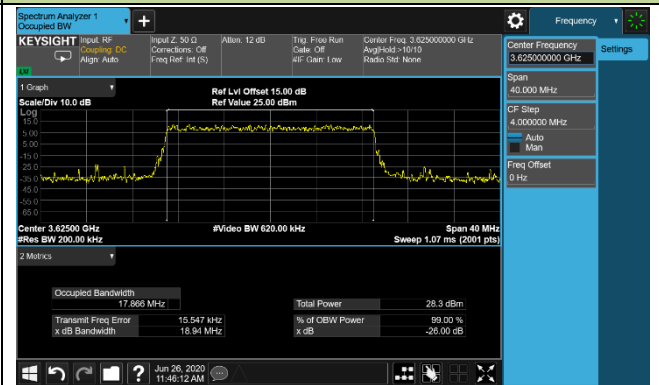 Spectrum Analyzer 1
Occupied BW
Frequency
KEYSIGHT
Input: RF
Coupling: DC
Align: Auto
Input Z: 50 Ω
Corrections: Off
Freq Ref: Int (S)
Atten: 12 dB
Trig: Free Run
Gate: Off
#IF Gain: Low
Center Freq: 3.625000000 GHz
Avg|Hold:>10/10
Radio Std: None
Center Frequency
3.625000000 GHz
Settings
Span
40.000 MHz
CF Step
4.000000 MHz
Auto
Man
Freq Offset
0 Hz
1 Graph
Scale/Div 10.0 dB
Ref Lvl Offset 15.00 dB
Ref Value 25.00 dBm
Log
15.0
5.00
-5.00
-15.0
-25.0
-35.0
-45.0
-55.0
-65.0
Center 3.62500 GHz
#Video BW 620.00 kHz
Span 40 MHz
#Res BW 200.00 kHz
Sweep 1.07 ms (2001 pts)
2 Metrics
Occupied Bandwidth
17.866 MHz
Total Power
28.3 dBm
Transmit Freq Error
15.547 kHz
% of OBW Power
99.00 %
x dB Bandwidth
18.94 MHz
x dB
-26.00 dB
Jun 26, 2020
11:46:12 AM